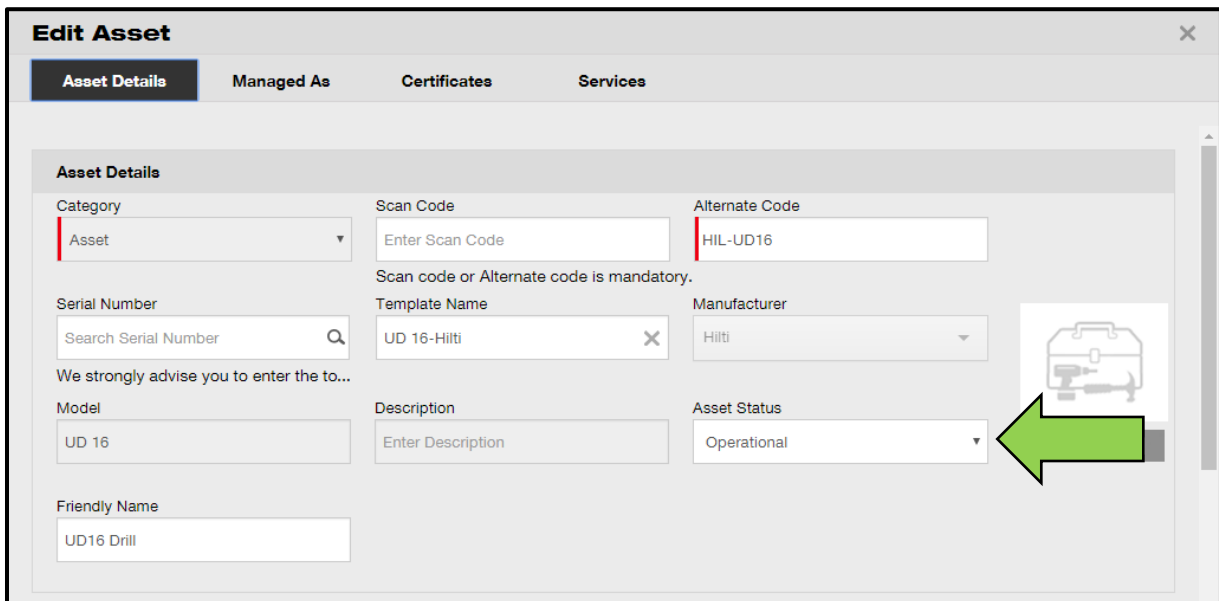 Edit Asset
Asset Details Managed As Certificates Services
Asset Details
Category Scan Code Alternate Code
Asset Enter Scan Code HIL-UD16
Scan code or Alternate code is mandatory.
Serial Number Template Name Manufacturer
Search Serial Number UD 16-Hilti Hilti
We strongly advise you to enter the to...
Model Description Asset Status
UD 16 Enter Description Operational
Friendly Name
UD16 Drill